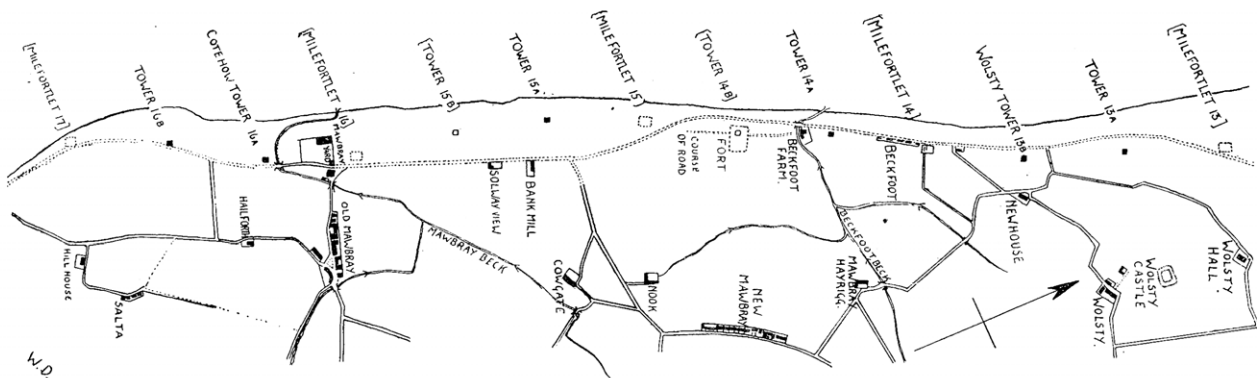 [MILEFORTLET 17]
TOWER 16B
COTEHOW TOWER 16A
[MILEFORTLET 16]
[TOWER 15B]
TOWER 15A
[MILEFORTLET 15]
[TOWER 14B]
TOWER 14A
[MILEFORTLET 14]
WOLSTY TOWER 13B
TOWER 13A
[MILEFORTLET 13]
MAWBRAY
FORT
COURSE
OF ROAD
BECKFOOT
FARM.
BECKFOOT
SOLWAY VIEW
BANK MILL
HAILFORTH
OLD MAWBRAY
MAWBRAY BECK
BECKFOOT BECK
NEWHOUSE
HILL HOUSE
SALTA
COWGATE
NOOK
NEW
MAWBRAY
MAWBRAY
HAYRIGG.
WOLSTY.
WOLSTY
CASTLE
WOLSTY
HALL.
W.D.